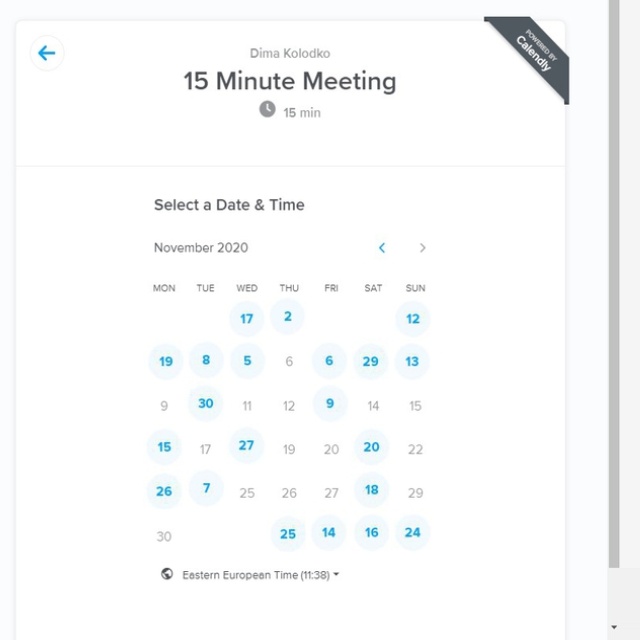 Dima Kolodko
15 Minute Meeting
15 min
POWERED BY
Calendly
Select a Date & Time
November 2020
MON TUE WED THU FRI SAT SUN
17 2 12
19 8 5 6 6 29 13
9 30 11 12 9 14 15
15 17 27 19 20 20 22
26 7 25 26 27 18 29
30 25 14 16 24
Eastern European Time (11:38)